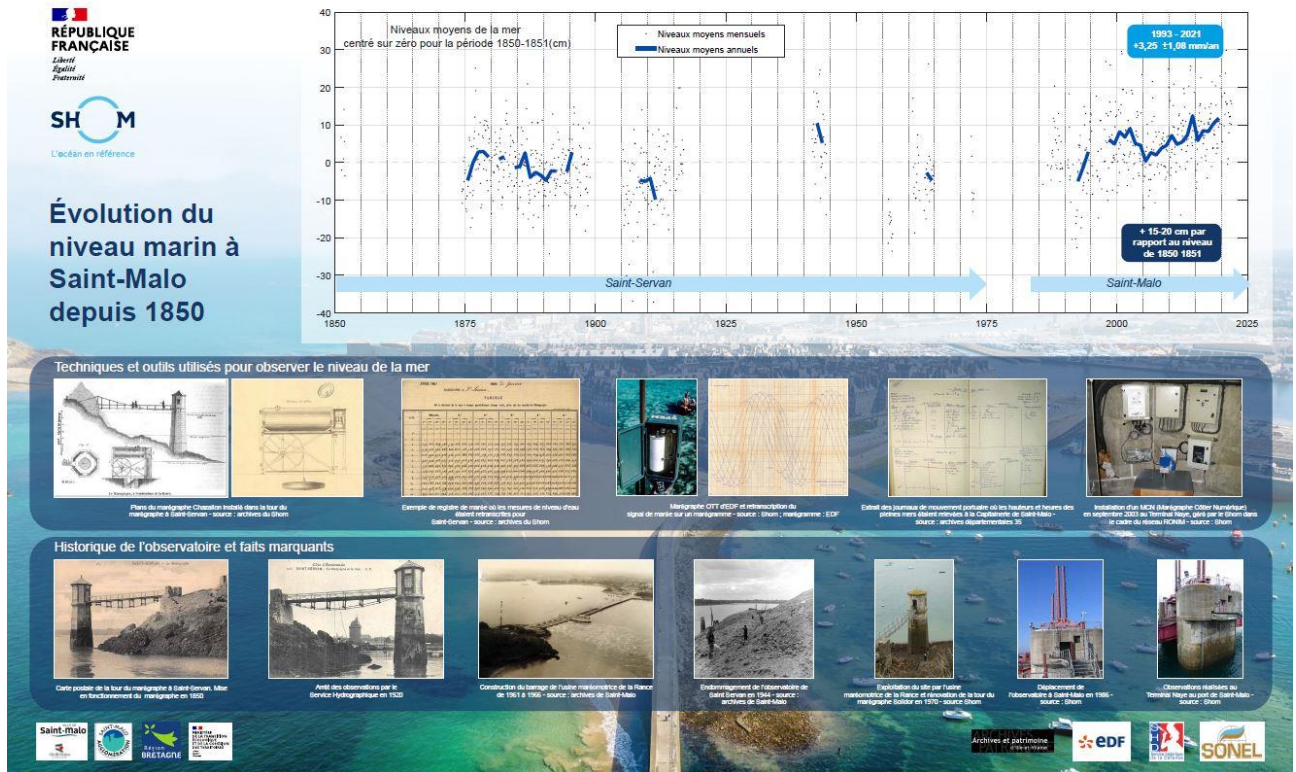 RÉPUBLIQUE
FRANÇAISE
Liberté
Égalité
Fraternité
SHOM
L'océan en référence
Évolution du
niveau marin à
Saint-Malo
depuis 1850
Niveaux moyens de la mer
centré sur zéro pour la période 1850-1851(cm)
Niveaux moyens mensuels
Niveaux moyens annuels
1993 - 2021
+3,25 ±1,08 mm/an
+ 15-20 cm par
rapport au niveau
de 1850 1851
40
30
20
10
0
-10
-20
-30
-40
Saint-Servan
Saint-Malo
1850
1875
1900
1925
1950
1975
2000
2025
Techniques et outils utilisés pour observer le niveau de la mer
Plans du marégraphe Chazallon installé dans la tour du
marégraphe à Saint-Servan - source : archives du Shom
Exemple de registre de marée où les mesures de niveau d'eau
étaient retranscrites pour
Saint-Servan - source : archives du Shom
Marégraphe OTT d'EDF et retranscription du
signal de marée sur un marégramme - source : Shom ; marégramme : EDF
Extrait des journaux de mouvement portuaire où les hauteurs et heures des
pleines mers étaient relevées à la Capitainerie de Saint-Malo -
source : archives départementales 35
Installation d'un MCN (Marégraphe Côtier Numérique)
en septembre 2003 au Terminal Naye, géré par le Shom dans
le cadre du réseau RONIM - source : Shom
Historique de l'observatoire et faits marquants
Carte postale de la tour du marégraphe à Saint-Servan. Mise
en fonctionnement du marégraphe en 1850
Arrêt des observations par le
Service Hydrographique en 1920
Construction du barrage de l'usine marémotrice de la Rance
de 1961 à 1966 - source : archives de Saint-Malo
Endommagement de l'observatoire de
Saint Servan en 1944 - source :
archives de Saint-Malo
Exploitation du site par l'usine
marémotrice de la Rance et rénovation de la tour du
marégraphe Solidor en 1970 - source Shom
Déplacement de
l'observatoire à Saint-Malo en 1986 -
source : Shom
Observations réalisées au
Terminal Naye au port de Saint-Malo -
source : Shom
Saint-malo
SAINT-MALO
AGGLOMÉRATION
Région
BRETAGNE
Archives et patrimoine
eDF
SHD
SONEL